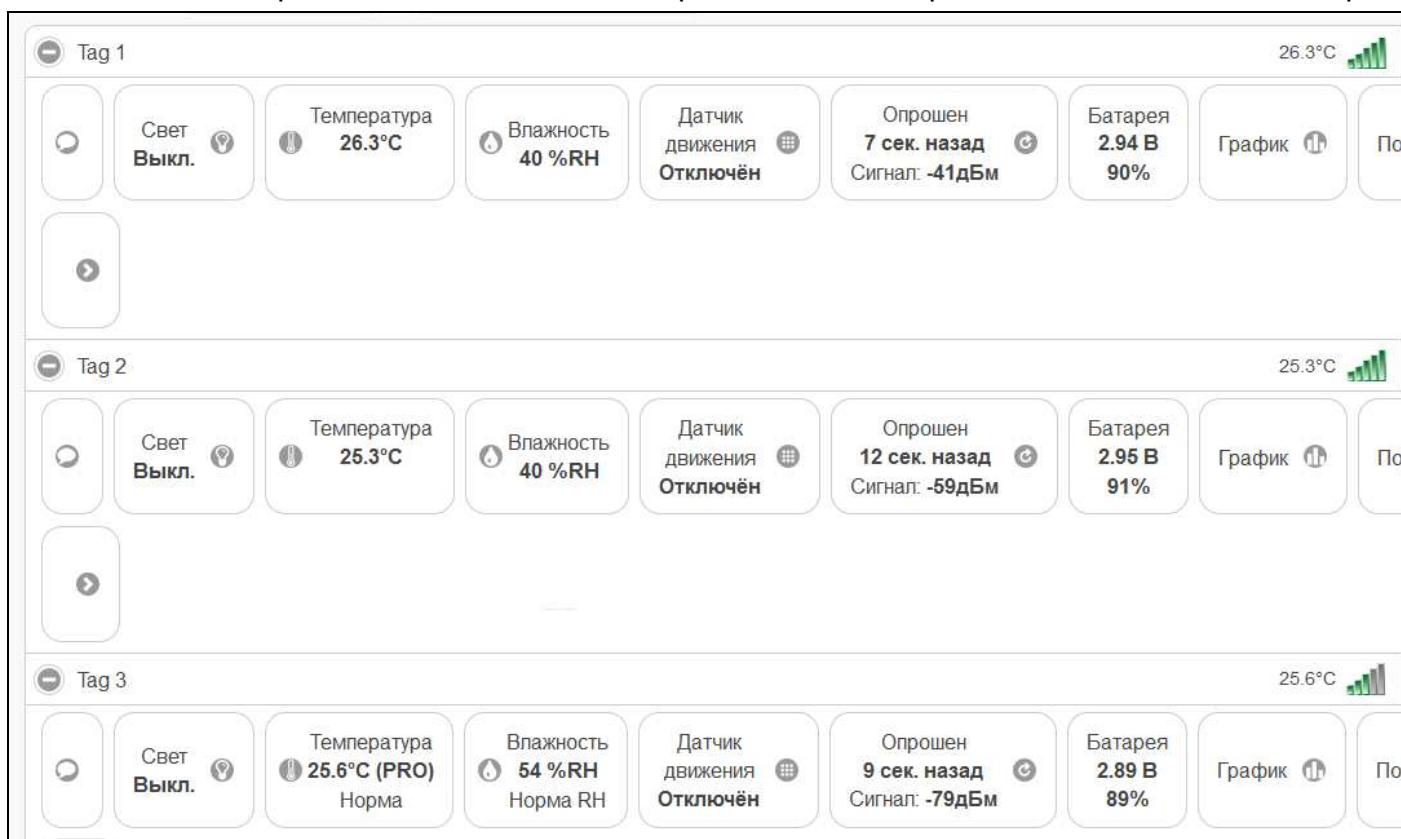 Tag 1
26.3°C
Свет
Выкл.
Температура
26.3°C
Влажность
40 %RH
Датчик
движения
Отключён
Опрошен
7 сек. назад
Сигнал: -41дБм
Батарея
2.94 В
90%
График
По
Tag 2
25.3°C
Свет
Выкл.
Температура
25.3°C
Влажность
40 %RH
Датчик
движения
Отключён
Опрошен
12 сек. назад
Сигнал: -59дБм
Батарея
2.95 В
91%
График
По
Tag 3
25.6°C
Свет
Выкл.
Температура
25.6°C (PRO)
Норма
Влажность
54 %RH
Норма RH
Датчик
движения
Отключён
Опрошен
9 сек. назад
Сигнал: -79дБм
Батарея
2.89 В
89%
График
По